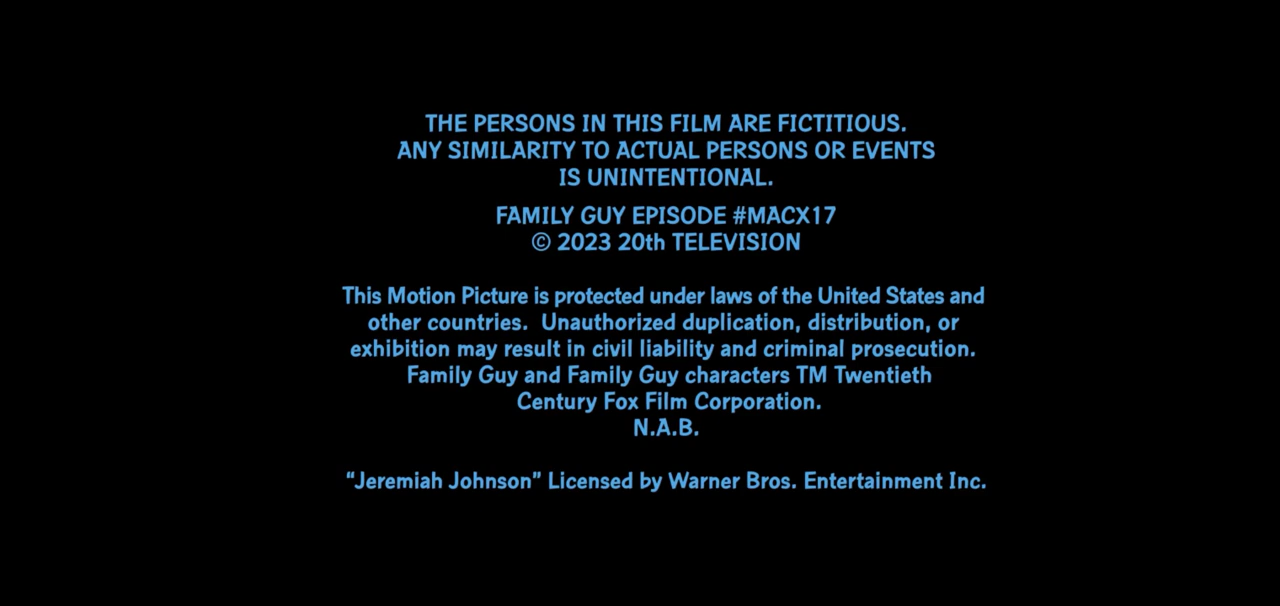 THE PERSONS IN THIS FILM ARE FICTITIOUS.
ANY SIMILARITY TO ACTUAL PERSONS OR EVENTS
IS UNINTENTIONAL.
FAMILY GUY EPISODE #MACX17
© 2023 20th TELEVISION
This Motion Picture is protected under laws of the United States and
other countries.  Unauthorized duplication, distribution, or
exhibition may result in civil liability and criminal prosecution.
Family Guy and Family Guy characters TM Twentieth
Century Fox Film Corporation.
N.A.B.
“Jeremiah Johnson” Licensed by Warner Bros. Entertainment Inc.